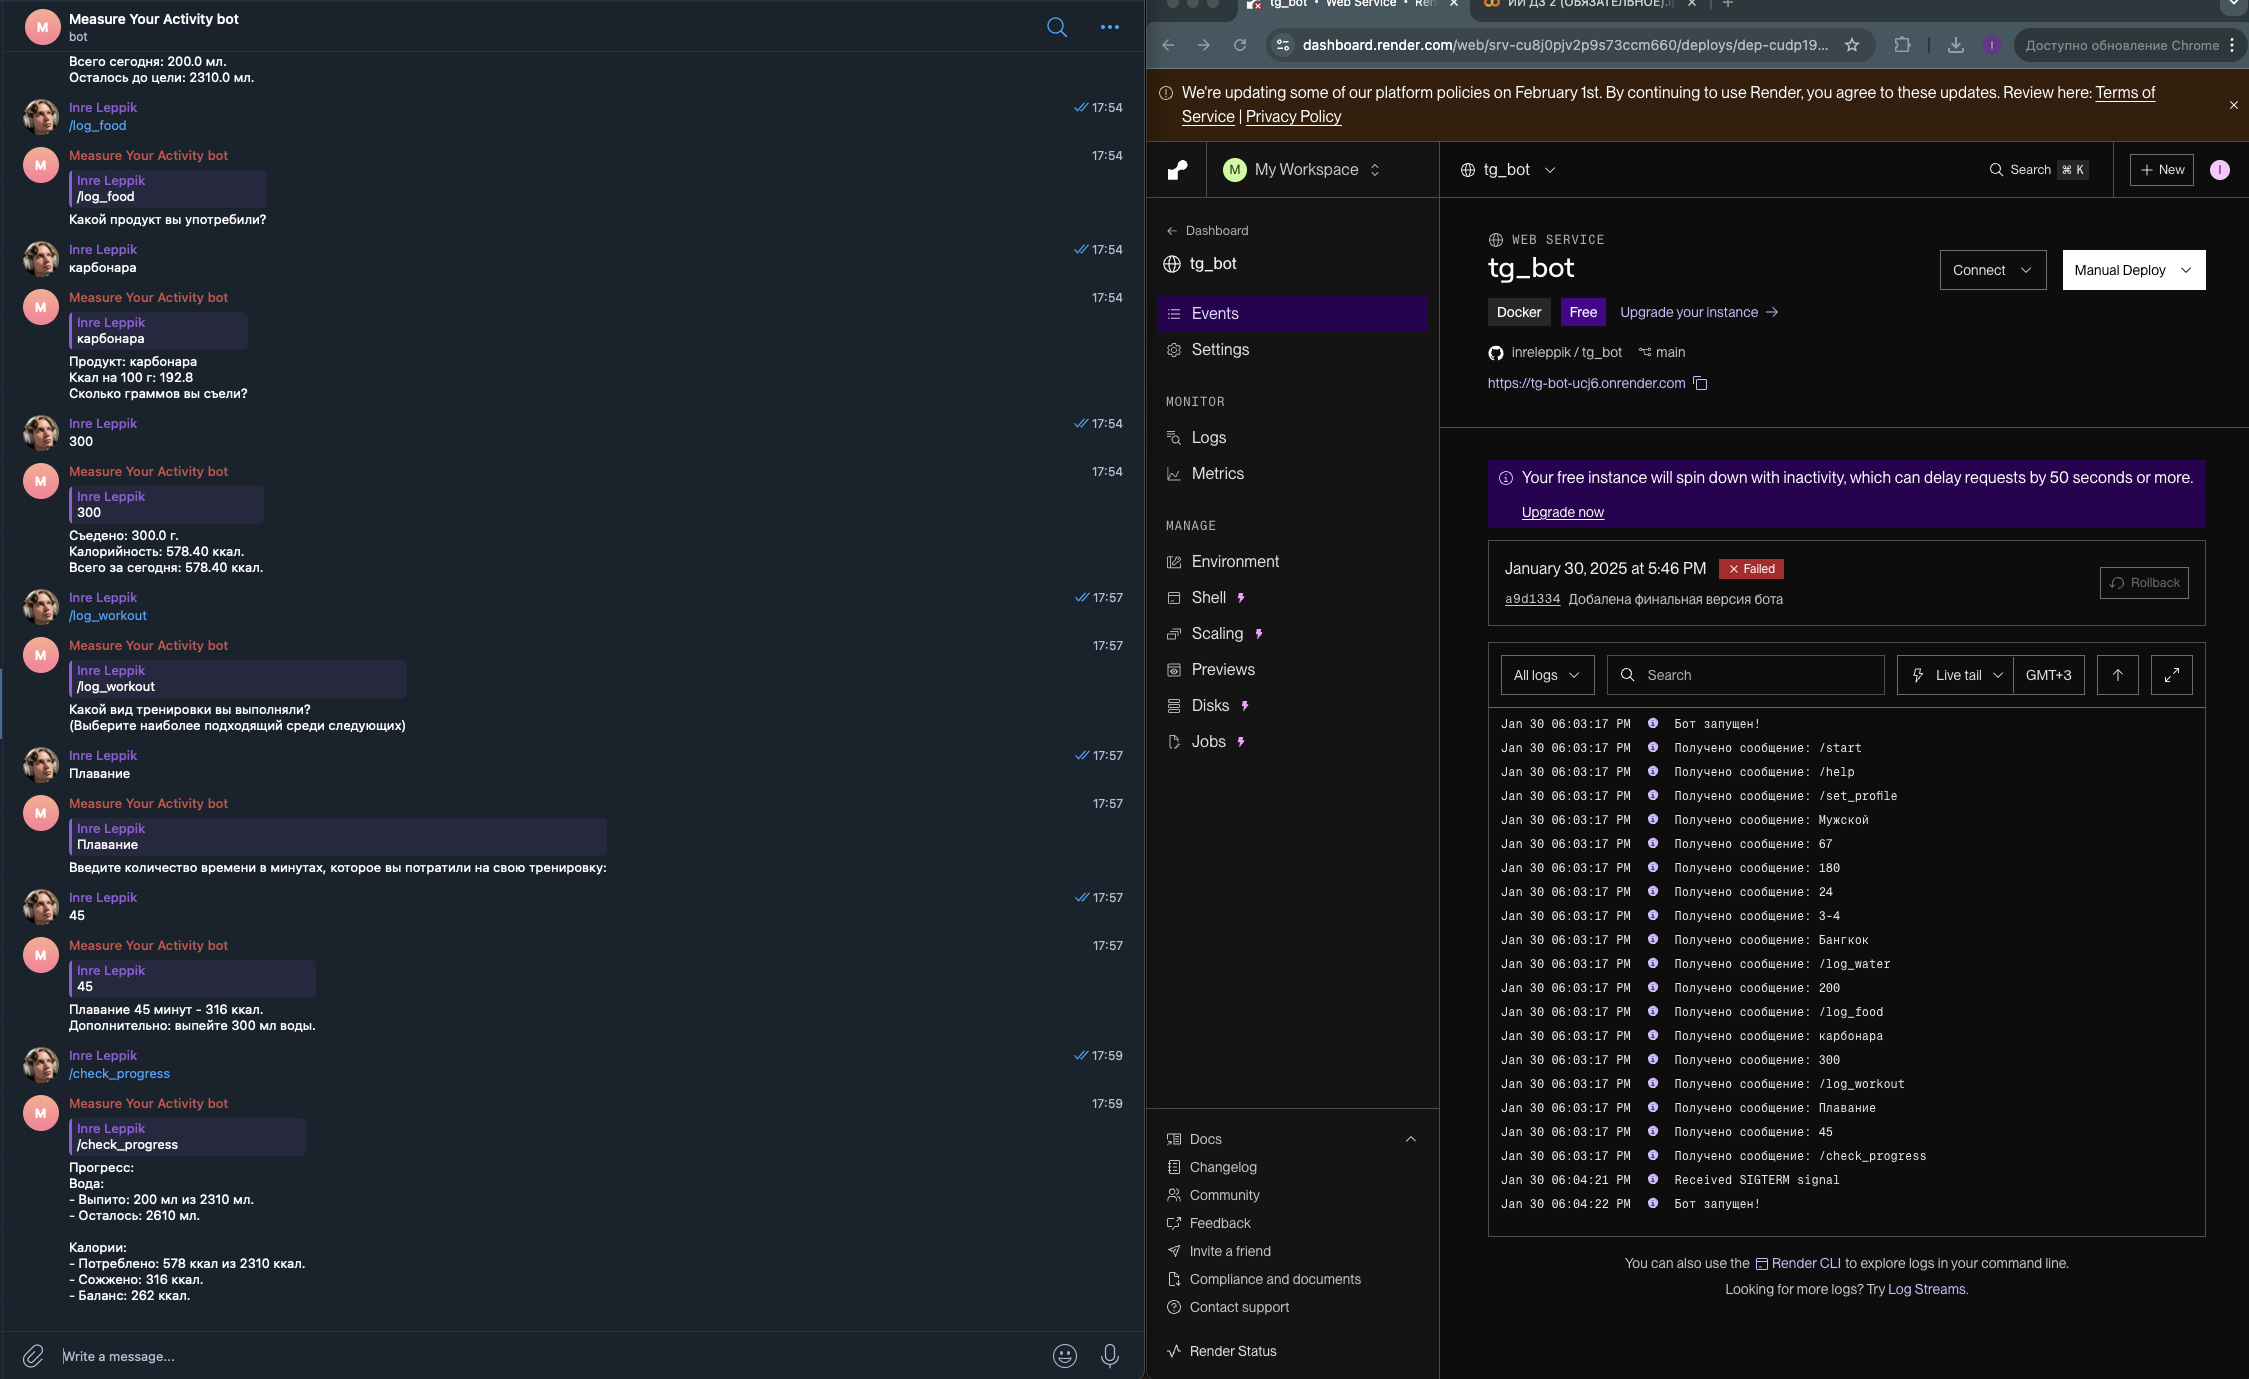 M
Measure Your Activity bot
bot
Всего сегодня: 200.0 мл.
Осталось до цели: 2310.0 мл.
Inre Leppik
17:54
/log_food
M
Measure Your Activity bot
17:54
Inre Leppik
/log_food
Какой продукт вы употребили?
Inre Leppik
17:54
карбонара
M
Measure Your Activity bot
17:54
Inre Leppik
карбонара
Продукт: карбонара
Ккал на 100 г: 192.8
Сколько граммов вы съели?
Inre Leppik
17:54
300
M
Measure Your Activity bot
17:54
Inre Leppik
300
Съедено: 300.0 г.
Калорийность: 578.40 ккал.
Всего за сегодня: 578.40 ккал.
Inre Leppik
17:57
/log_workout
M
Measure Your Activity bot
17:57
Inre Leppik
/log_workout
Какой вид тренировки вы выполняли?
(Выберите наиболее подходящий среди следующих)
Inre Leppik
17:57
Плавание
M
Measure Your Activity bot
17:57
Inre Leppik
Плавание
Введите количество времени в минутах, которое вы потратили на свою тренировку:
Inre Leppik
17:57
45
M
Measure Your Activity bot
17:57
Inre Leppik
45
Плавание 45 минут - 316 ккал.
Дополнительно: выпейте 300 мл воды.
Inre Leppik
17:59
/check_progress
M
Measure Your Activity bot
17:59
Inre Leppik
/check_progress
Прогресс:
Вода:
- Выпито: 200 мл из 2310 мл.
- Осталось: 2610 мл.
Калории:
- Потреблено: 578 ккал из 2310 ккал.
- Сожжено: 316 ккал.
- Баланс: 262 ккал.
Write a message...
tg_bot • Web Service • Ren
ИИ ДЗ 2 (ОБЯЗАТЕЛЬНОЕ).i
dashboard.render.com/web/srv-cu8j0pjv2p9s73ccm660/deploys/dep-cudp19...
I
Доступно обновление Chrome
We're updating some of our platform policies on February 1st. By continuing to use Render, you agree to these updates. Review here: Terms of
Service | Privacy Policy
M My Workspace
tg_bot
Search ⌘ K
+ New
I
← Dashboard
tg_bot
Events
Settings
MONITOR
Logs
Metrics
MANAGE
Environment
Shell
Scaling
Previews
Disks
Jobs
Docs
Changelog
Community
Feedback
Invite a friend
Compliance and documents
Contact support
Render Status
WEB SERVICE
tg_bot
Connect
Manual Deploy
Docker
Free
Upgrade your instance →
inreleppik / tg_bot
main
https://tg-bot-ucj6.onrender.com
Your free instance will spin down with inactivity, which can delay requests by 50 seconds or more.
Upgrade now
January 30, 2025 at 5:46 PM
Failed
a9d1334 Добалена финальная версия бота
Rollback
All logs
Search
Live tail
GMT+3
Jan 30 06:03:17 PM Бот запущен!
Jan 30 06:03:17 PM Получено сообщение: /start
Jan 30 06:03:17 PM Получено сообщение: /help
Jan 30 06:03:17 PM Получено сообщение: /set_profile
Jan 30 06:03:17 PM Получено сообщение: Мужской
Jan 30 06:03:17 PM Получено сообщение: 67
Jan 30 06:03:17 PM Получено сообщение: 180
Jan 30 06:03:17 PM Получено сообщение: 24
Jan 30 06:03:17 PM Получено сообщение: 3-4
Jan 30 06:03:17 PM Получено сообщение: Бангкок
Jan 30 06:03:17 PM Получено сообщение: /log_water
Jan 30 06:03:17 PM Получено сообщение: 200
Jan 30 06:03:17 PM Получено сообщение: /log_food
Jan 30 06:03:17 PM Получено сообщение: карбонара
Jan 30 06:03:17 PM Получено сообщение: 300
Jan 30 06:03:17 PM Получено сообщение: /log_workout
Jan 30 06:03:17 PM Получено сообщение: Плавание
Jan 30 06:03:17 PM Получено сообщение: 45
Jan 30 06:03:17 PM Получено сообщение: /check_progress
Jan 30 06:04:21 PM Received SIGTERM signal
Jan 30 06:04:22 PM Бот запущен!
You can also use the Render CLI to explore logs in your command line.
Looking for more logs? Try Log Streams.